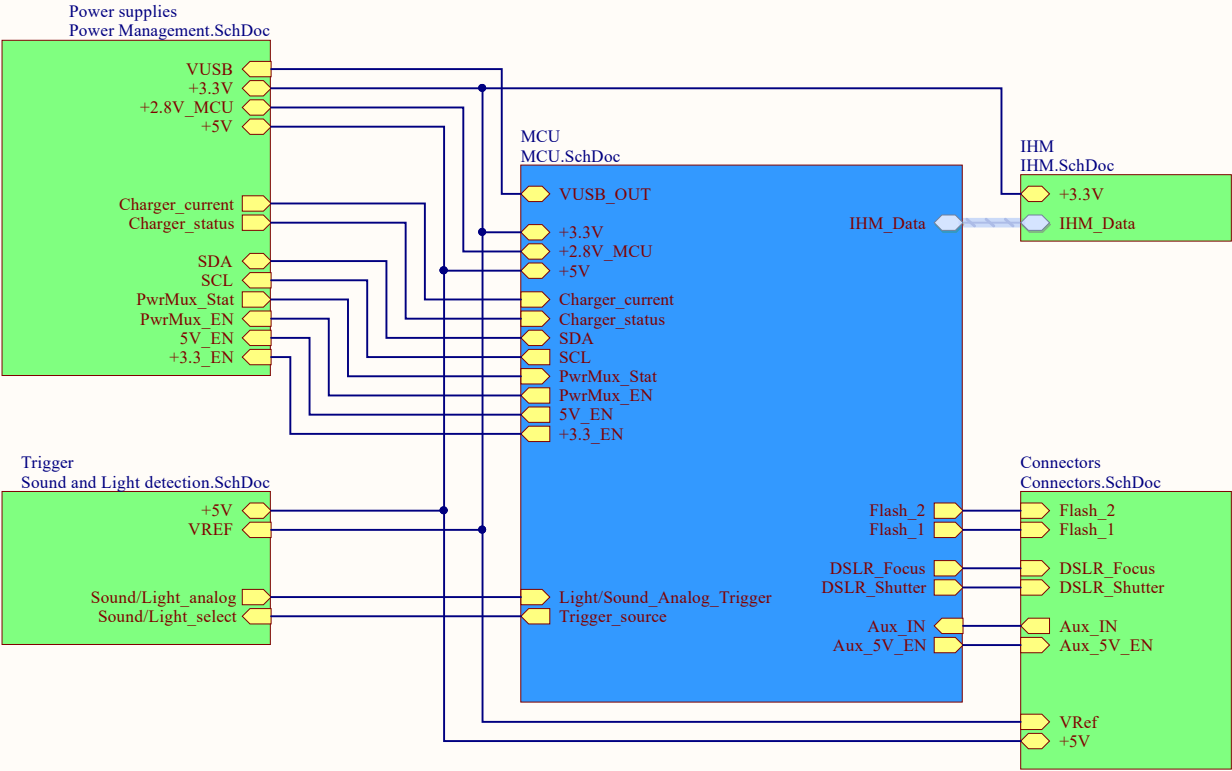 Power supplies
Power Management.SchDoc
VUSB
+3.3V
+2.8V_MCU
+5V
Charger_current
Charger_status
SDA
SCL
PwrMux_Stat
PwrMux_EN
5V_EN
+3.3_EN
MCU
MCU.SchDoc
VUSB_OUT
+3.3V
+2.8V_MCU
+5V
Charger_current
Charger_status
SDA
SCL
PwrMux_Stat
PwrMux_EN
5V_EN
+3.3_EN
Light/Sound_Analog_Trigger
Trigger_source
IHM_Data
Flash_2
Flash_1
DSLR_Focus
DSLR_Shutter
Aux_IN
Aux_5V_EN
IHM
IHM.SchDoc
+3.3V
IHM_Data
Trigger
Sound and Light detection.SchDoc
+5V
VREF
Sound/Light_analog
Sound/Light_select
Connectors
Connectors.SchDoc
Flash_2
Flash_1
DSLR_Focus
DSLR_Shutter
Aux_IN
Aux_5V_EN
VRef
+5V